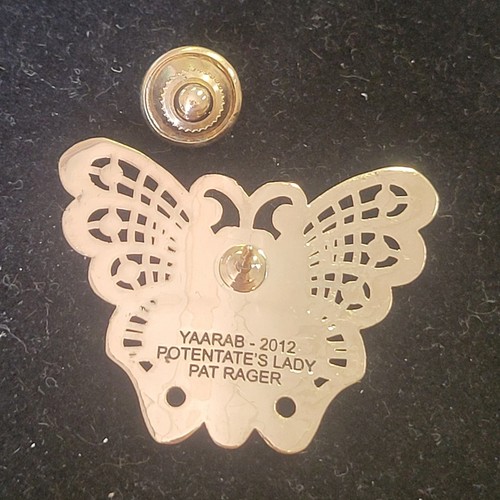 YAARAB - 2012
POTENTATE'S LADY
PAT RAGER